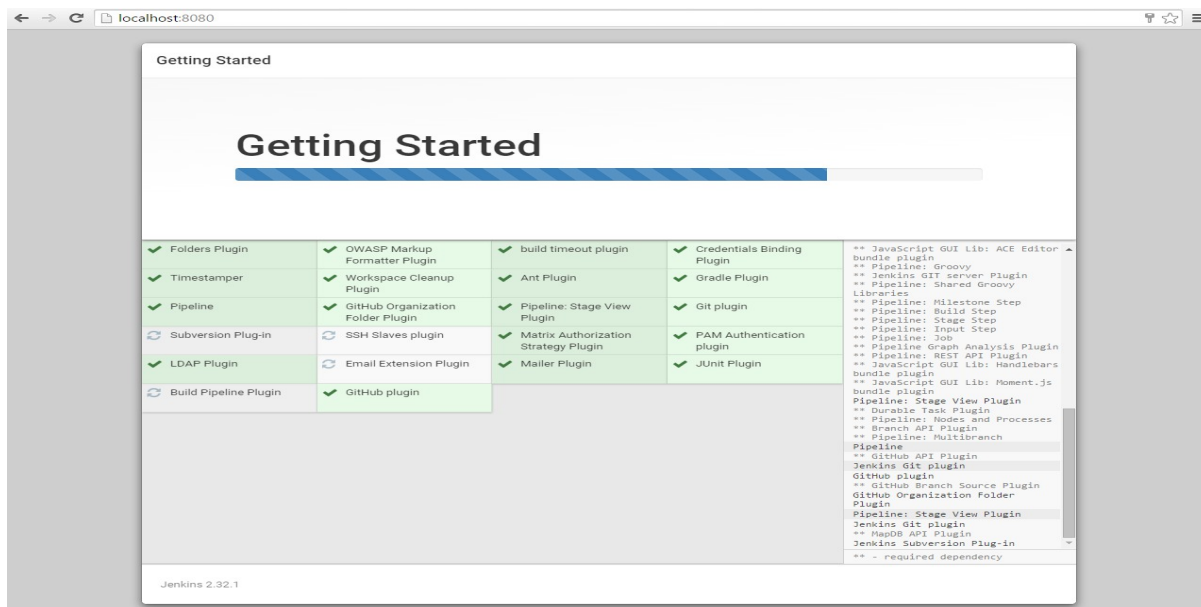 localhost:8080
Getting Started
Getting Started
Folders Plugin
OWASP Markup
Formatter Plugin
build timeout plugin
Credentials Binding
Plugin
Timestamper
Workspace Cleanup
Plugin
Ant Plugin
Gradle Plugin
Pipeline
GitHub Organization
Folder Plugin
Pipeline: Stage View
Plugin
Git plugin
Subversion Plug-in
SSH Slaves plugin
Matrix Authorization
Strategy Plugin
PAM Authentication
plugin
LDAP Plugin
Email Extension Plugin
Mailer Plugin
JUnit Plugin
Build Pipeline Plugin
GitHub plugin
** JavaScript GUI Lib: ACE Editor
bundle plugin
** Pipeline: Groovy
** Jenkins GIT server Plugin
** Pipeline: Shared Groovy
Libraries
** Pipeline: Milestone Step
** Pipeline: Build Step
** Pipeline: Stage Step
** Pipeline: Input Step
** Pipeline: Job
** Pipeline Graph Analysis Plugin
** Pipeline: REST API Plugin
** JavaScript GUI Lib: Handlebars
bundle plugin
** JavaScript GUI Lib: Moment.js
bundle plugin
Pipeline: Stage View Plugin
** Durable Task Plugin
** Pipeline: Nodes and Processes
** Branch API Plugin
** Pipeline: Multibranch
Pipeline
** GitHub API Plugin
Jenkins Git plugin
GitHub plugin
** GitHub Branch Source Plugin
GitHub Organization Folder
Plugin
Pipeline: Stage View Plugin
Jenkins Git plugin
** MapDB API Plugin
Jenkins Subversion Plug-in
** - required dependency
Jenkins 2.32.1